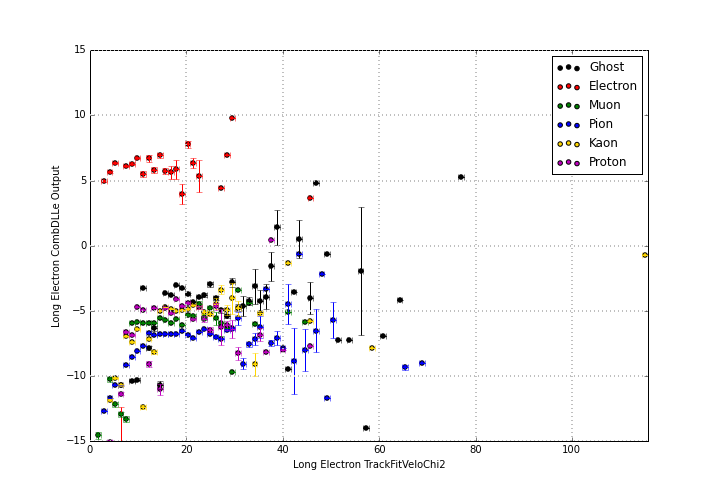 15
10
5
0
−5
−10
−15
0
20
40
60
80
100
Long Electron CombDLLe Output
Long Electron TrackFitVeloChi2
Ghost
Electron
Muon
Pion
Kaon
Proton